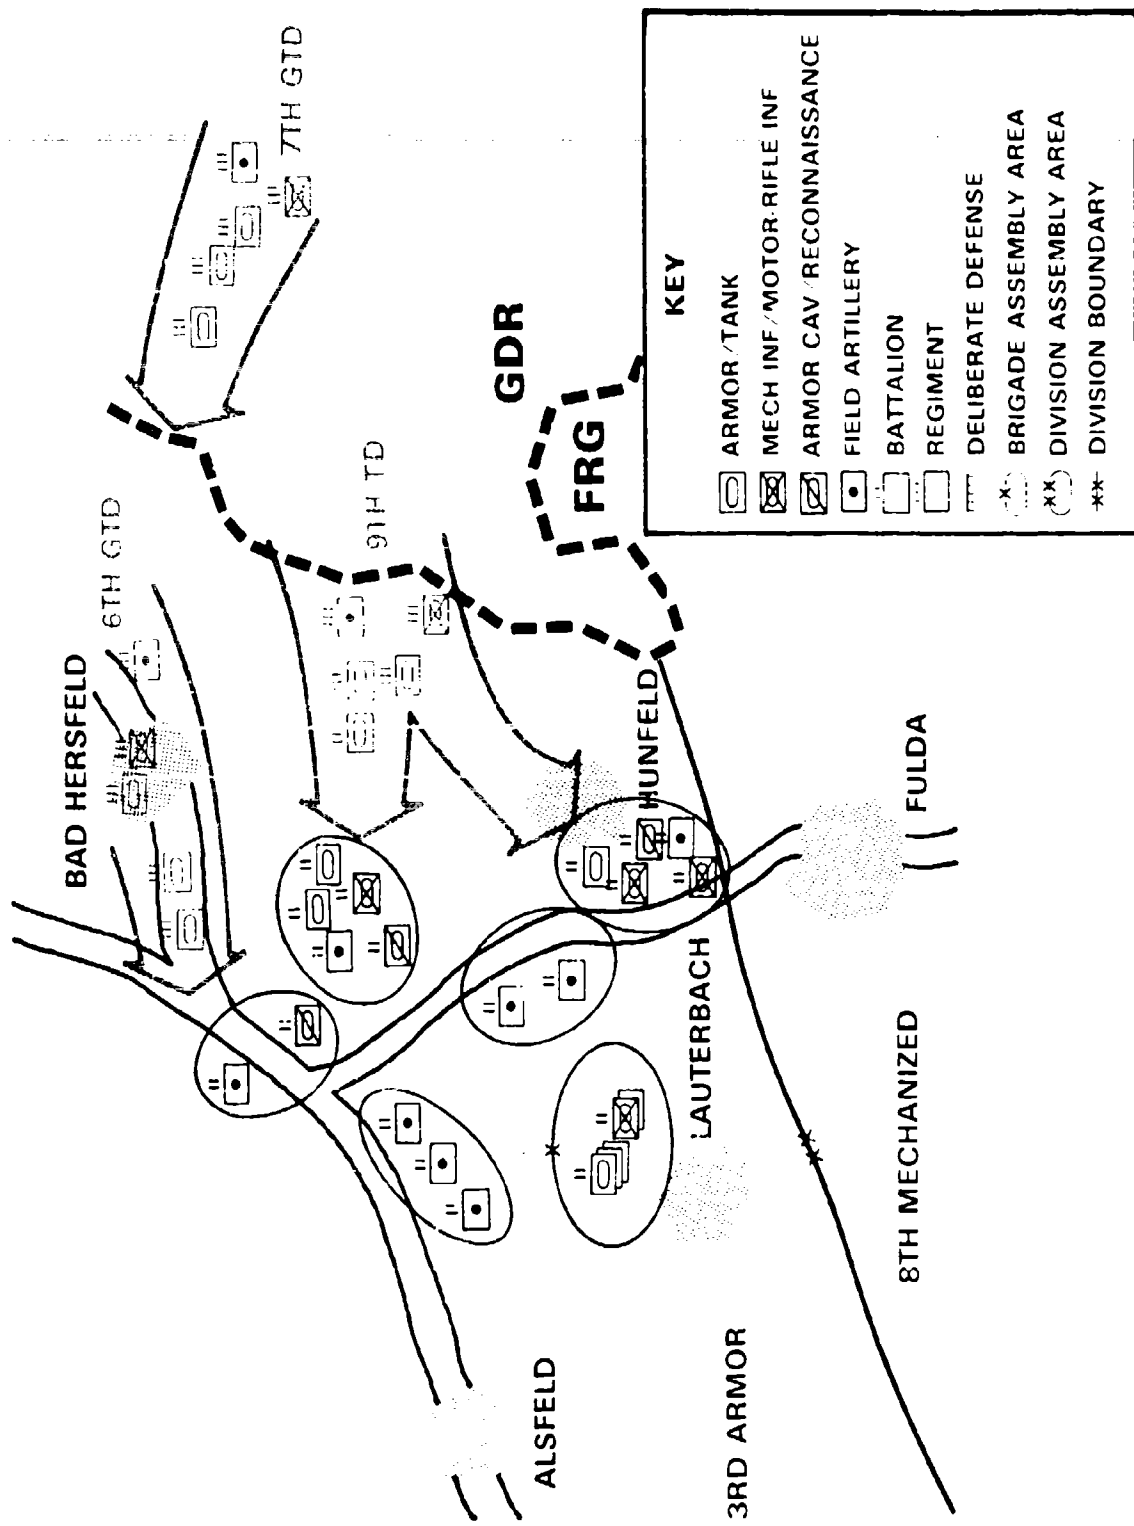 7TH GTD
6TH GTD
9TH TD
BAD HERSFELD
GDR
FRG
HUNFELD
FULDA
LAUTERBACH
8TH MECHANIZED
ALSFELD
3RD ARMOR
KEY
ARMOR/TANK
MECH INF/MOTOR-RIFLE INF
ARMOR CAV/RECONNAISSANCE
FIELD ARTILLERY
BATTALION
REGIMENT
DELIBERATE DEFENSE
BRIGADE ASSEMBLY AREA
DIVISION ASSEMBLY AREA
DIVISION BOUNDARY